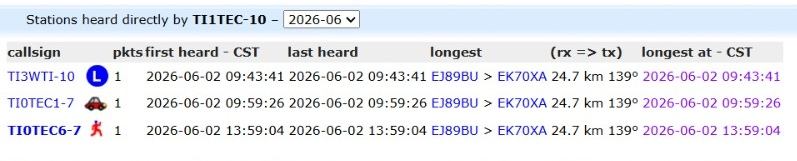 Stations heard directly by TI1TEC-10 – 2026-06
callsign pkts first heard - CST last heard longest (rx => tx) longest at - CST
TI3WTI-10 L 1 2026-06-02 09:43:41 2026-06-02 09:43:41 EJ89BU > EK70XA 24.7 km 139° 2026-06-02 09:43:41
TI0TEC1-7 1 2026-06-02 09:59:26 2026-06-02 09:59:26 EJ89BU > EK70XA 24.7 km 139° 2026-06-02 09:59:26
TI0TEC6-7 1 2026-06-02 13:59:04 2026-06-02 13:59:04 EJ89BU > EK70XA 24.7 km 139° 2026-06-02 13:59:04